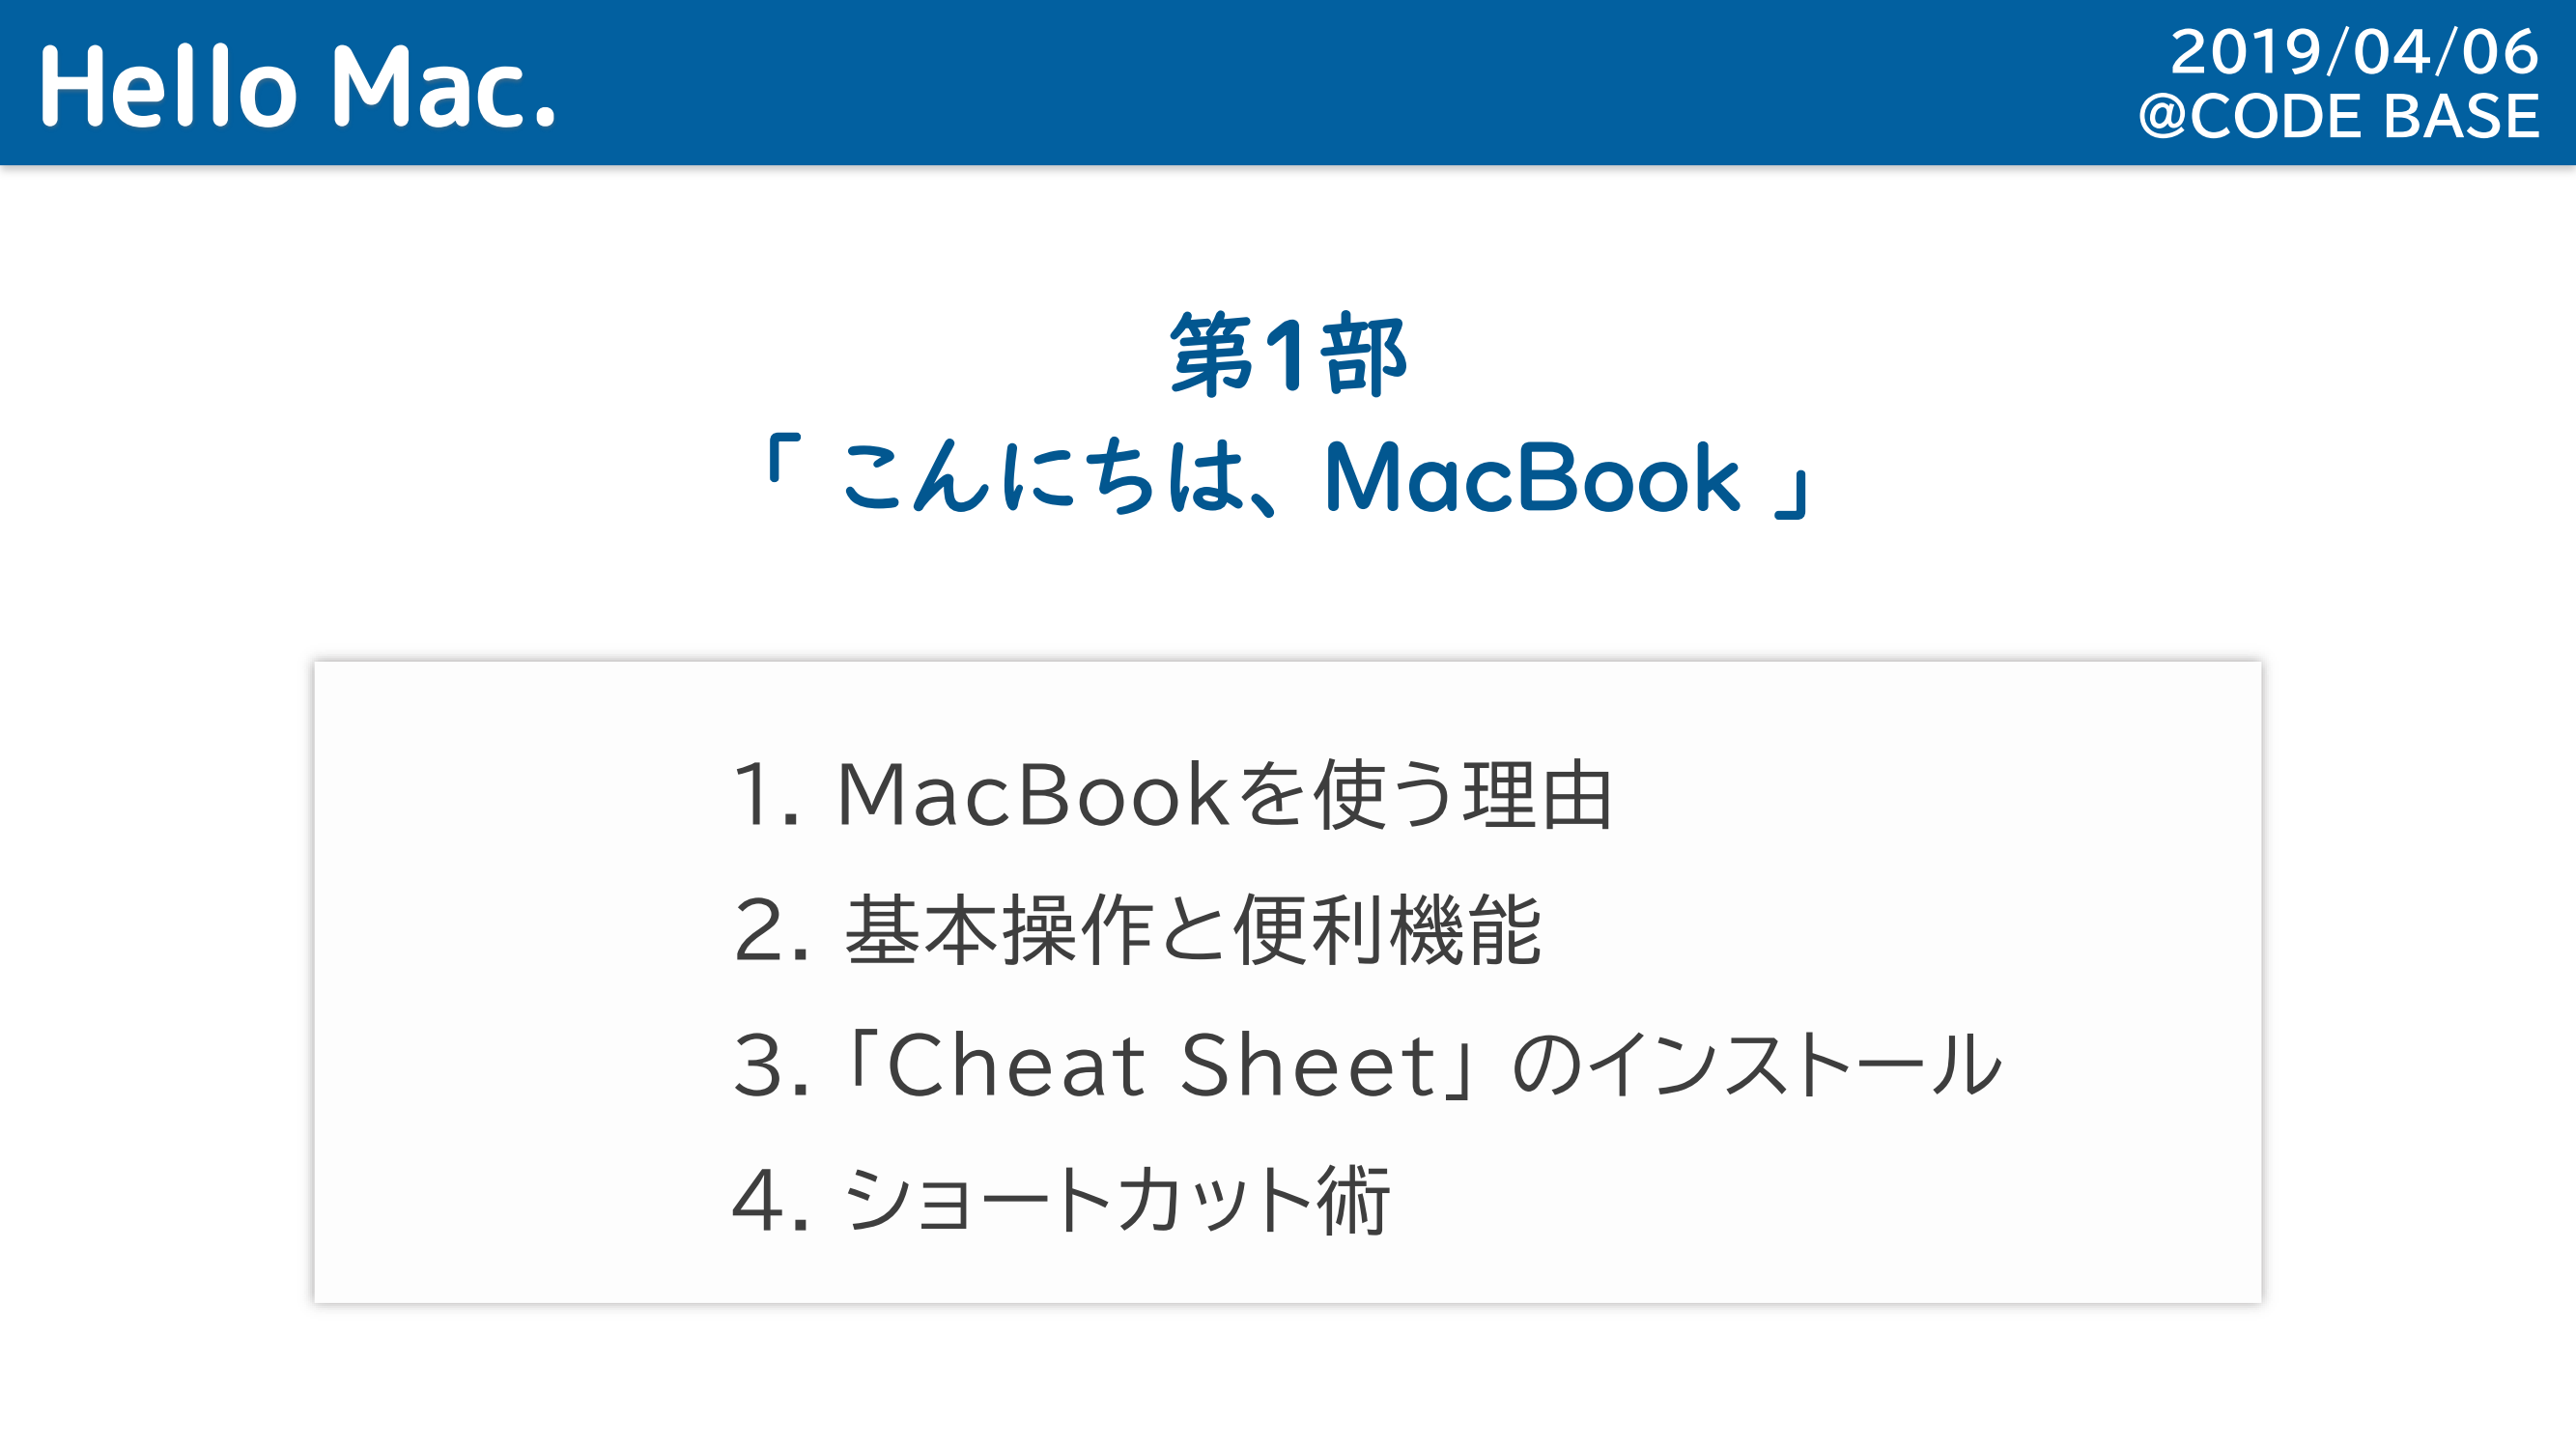 Hello Mac.
2019/04/06
@CODE BASE
第1部
「 こんにちは、MacBook 」
1. MacBookを使う理由
2. 基本操作と便利機能
3.「Cheat Sheet」のインストール
4. ショートカット術